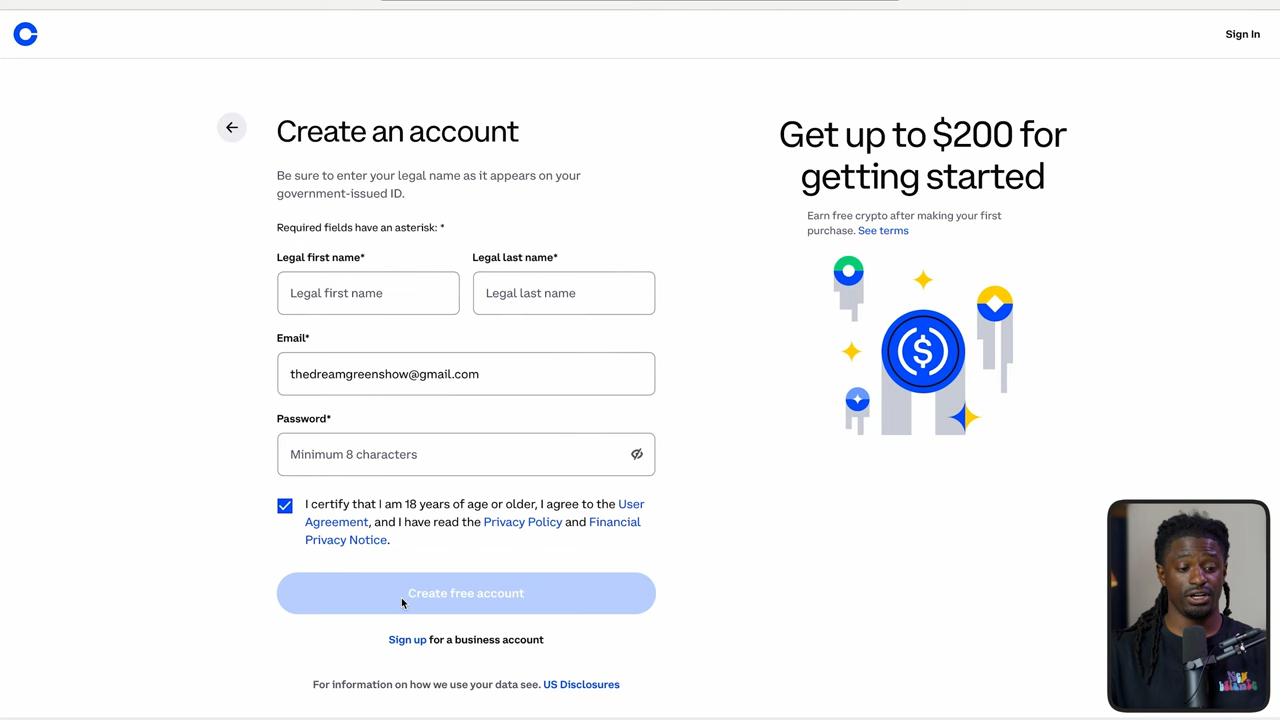 Sign In
Create an account
Be sure to enter your legal name as it appears on your
government-issued ID.
Required fields have an asterisk: *
Legal first name*
Legal last name*
Legal first name
Legal last name
Email*
thedreamgreenshow@gmail.com
Password*
Minimum 8 characters
I certify that I am 18 years of age or older, I agree to the User
Agreement, and I have read the Privacy Policy and Financial
Privacy Notice.
Create free account
Sign up for a business account
For information on how we use your data see. US Disclosures
Get up to $200 for
getting started
Earn free crypto after making your first
purchase. See terms
$